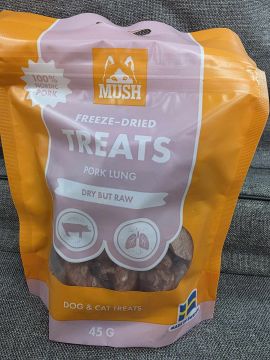 MUSH
100%
NORDIC
PORK
FREEZE-DRIED
TREATS
PORK LUNG
DRY BUT RAW
DOG & CAT TREATS
45 G